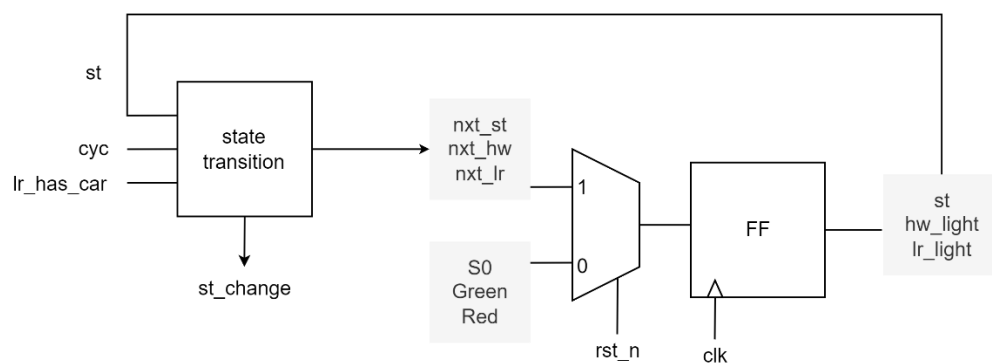 st
cyc
lr_has_car
state
transition
st_change
nxt_st
nxt_hw
nxt_lr
S0
Green
Red
1
0
rst_n
FF
clk
st
hw_light
lr_light